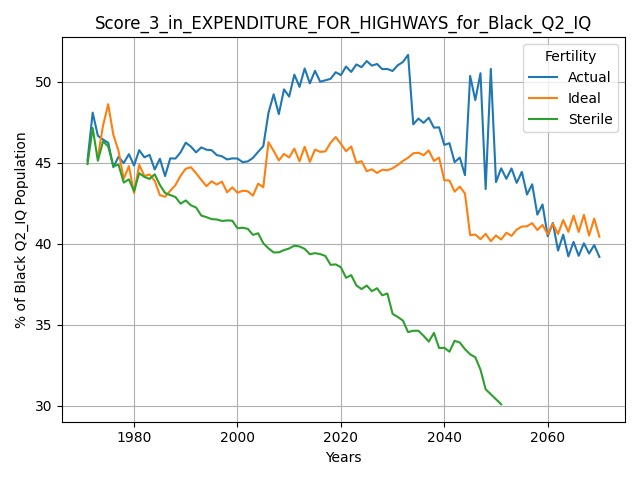 Score_3_in_EXPENDITURE_FOR_HIGHWAYS_for_Black_Q2_IQ
Fertility
Actual
Ideal
Sterile
% of Black Q2_IQ Population
50
45
40
35
30
1980
2000
2020
2040
2060
Years